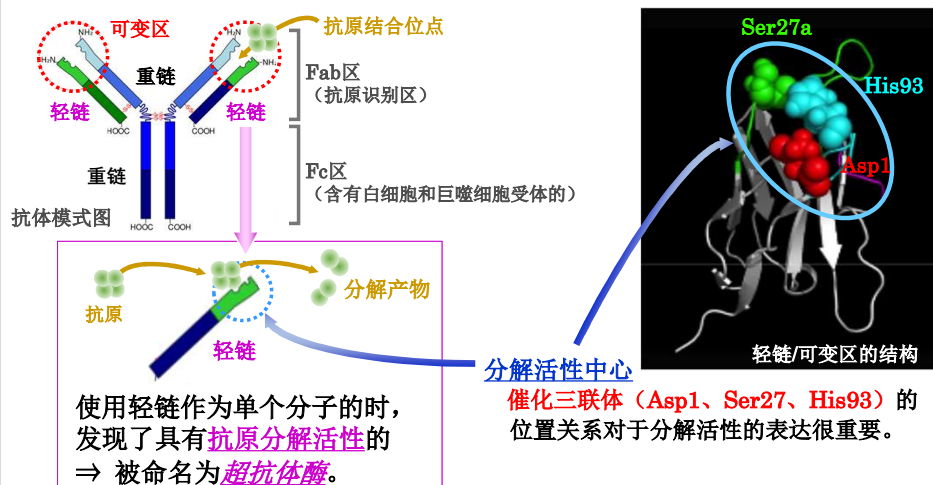 NH₂
可变区
H₂N
抗原结合位点
H₂N
NH₂
重链
Fab区
（抗原识别区）
轻链
轻链
HOOC
COOH
重链
Fc区
（含有白细胞和巨噬细胞受体的）
抗体模式图
HOOC
COOH
抗原
分解产物
轻链
使用轻链作为单个分子的时，
发现了具有抗原分解活性的
⇒ 被命名为超抗体酶。
分解活性中心
Ser27a
His93
Asp1
轻链/可变区的结构
催化三联体（Asp1、Ser27、His93）的
位置关系对于分解活性的表达很重要。